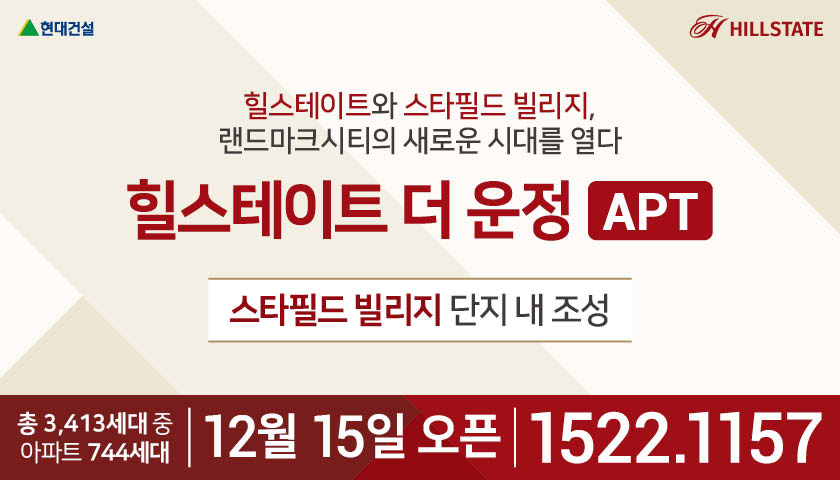 현대건설
HILLSTATE
힐스테이트와 스타필드 빌리지,
랜드마크시티의 새로운 시대를 열다
힐스테이트 더 운정 APT
스타필드 빌리지 단지 내 조성
총 3,413세대 중
아파트 744세대
12월 15일 오픈
1522.1157